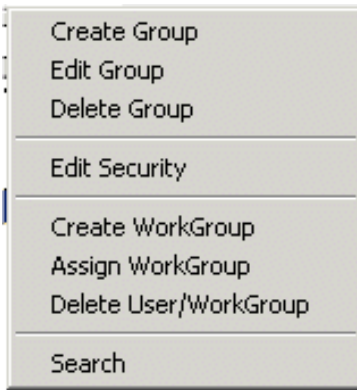 Create Group
Edit Group
Delete Group
Edit Security
Create WorkGroup
Assign WorkGroup
Delete User/WorkGroup
Search